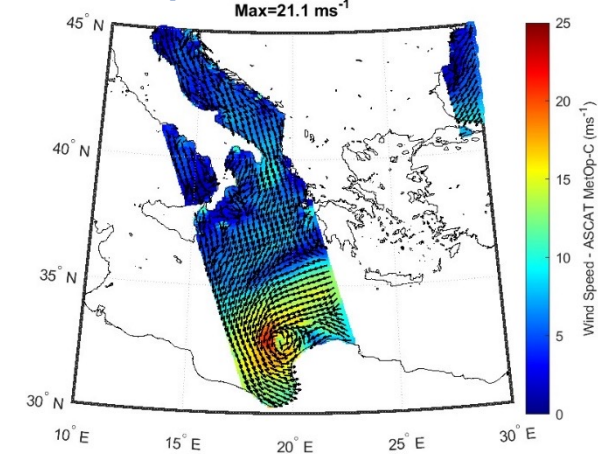 Max=21.1 ms-1
45° N
40° N
35° N
30° N
10° E
15° E
20° E
25° E
30° E
25
20
15
10
5
0
Wind Speed - ASCAT MetOp-C (ms-1)